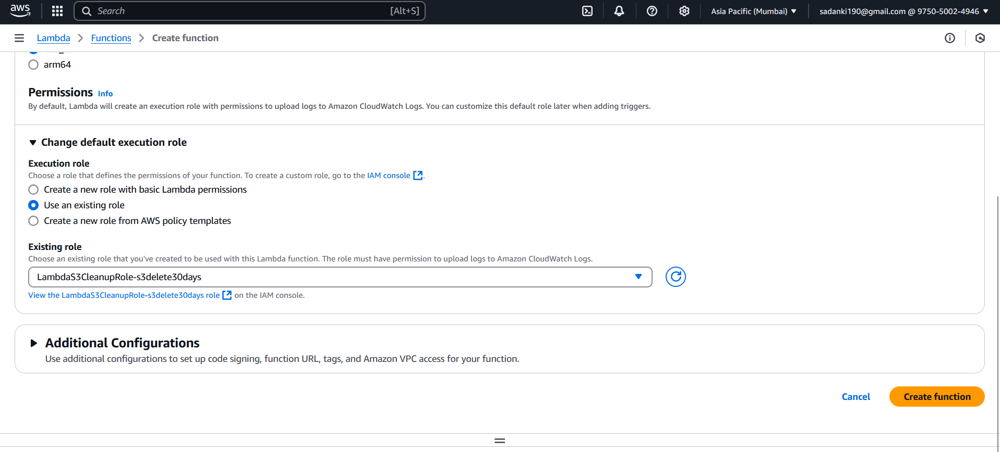 aws
Search [Alt+S]
Asia Pacific (Mumbai)
sadanki190@gmail.com @ 9750-5002-4946
Lambda
Functions
Create function
arm64
Permissions Info
By default, Lambda will create an execution role with permissions to upload logs to Amazon CloudWatch Logs. You can customize this default role later when adding triggers.
Change default execution role
Execution role
Choose a role that defines the permissions of your function. To create a custom role, go to the IAM console .
Create a new role with basic Lambda permissions
Use an existing role
Create a new role from AWS policy templates
Existing role
Choose an existing role that you've created to be used with this Lambda function. The role must have permission to upload logs to Amazon CloudWatch Logs.
LambdaS3CleanupRole-s3delete30days
View the LambdaS3CleanupRole-s3delete30days role on the IAM console.
Additional Configurations
Use additional configurations to set up code signing, function URL, tags, and Amazon VPC access for your function.
Cancel
Create function